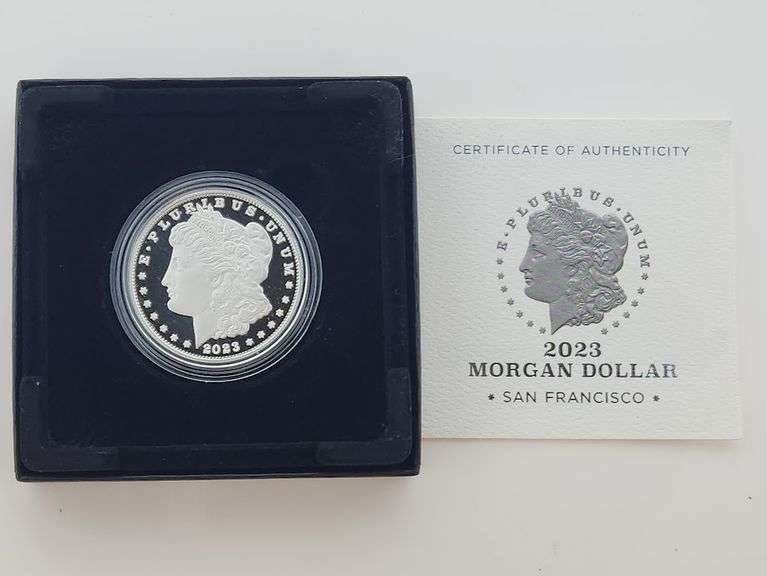 E·PLURIBUS·UNUM
2023
CERTIFICATE OF AUTHENTICITY
E·PLURIBUS·UNUM
2023
MORGAN DOLLAR
* SAN FRANCISCO *